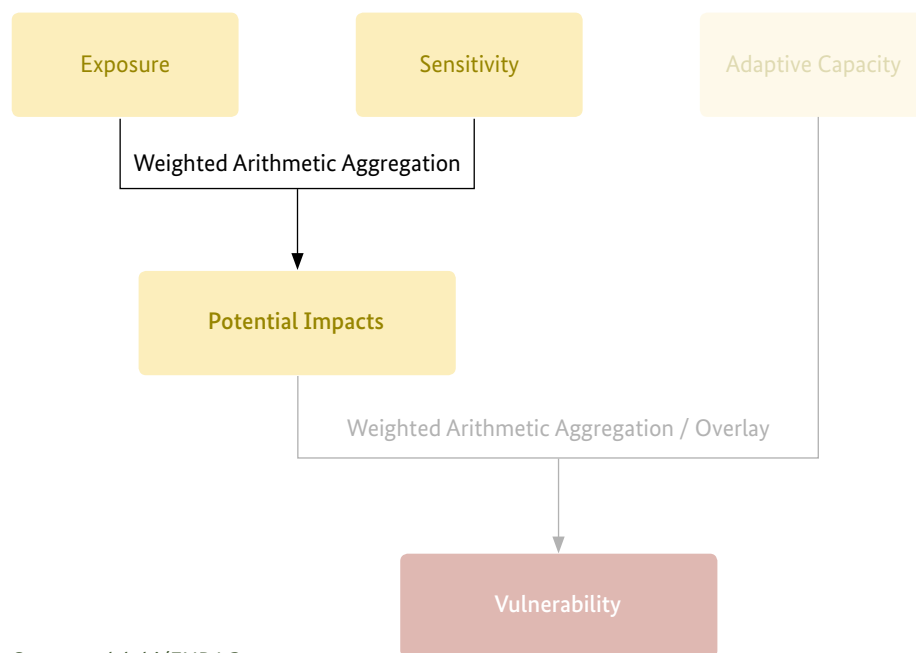 Exposure
Sensitivity
Adaptive Capacity
Weighted Arithmetic Aggregation
Potential Impacts
Weighted Arithmetic Aggregation / Overlay
Vulnerability